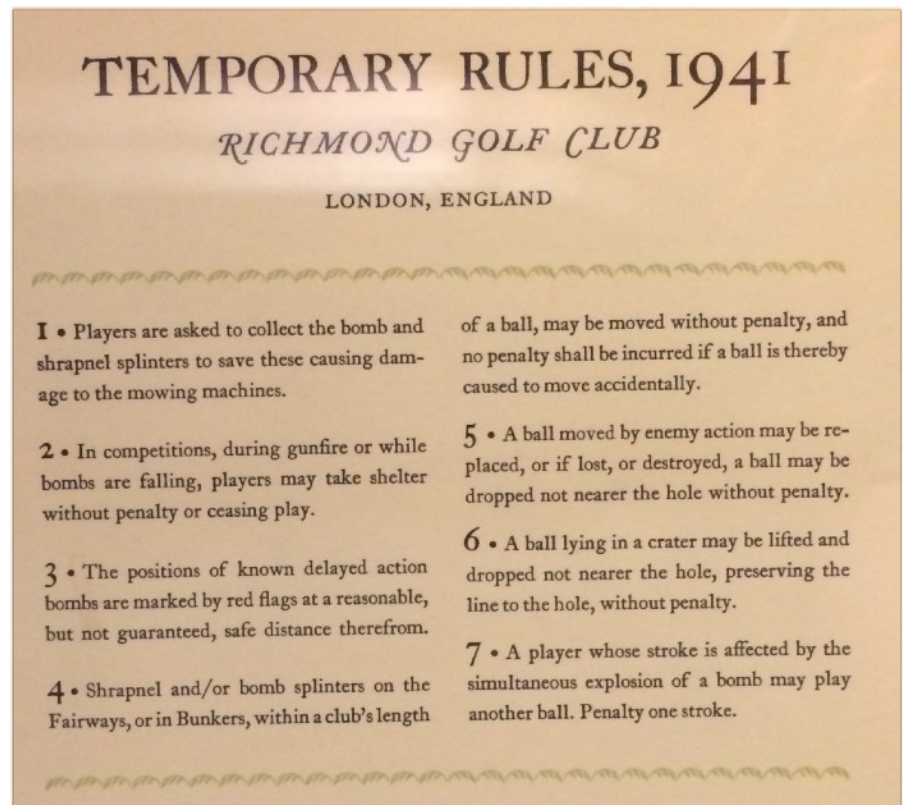 TEMPORARY RULES, 1941
RICHMOND GOLF CLUB
LONDON, ENGLAND
1 • Players are asked to collect the bomb and
shrapnel splinters to save these causing dam-
age to the mowing machines.
2 • In competitions, during gunfire or while
bombs are falling, players may take shelter
without penalty or ceasing play.
3 • The positions of known delayed action
bombs are marked by red flags at a reasonable,
but not guaranteed, safe distance therefrom.
4 • Shrapnel and/or bomb splinters on the
Fairways, or in Bunkers, within a club's length
of a ball, may be moved without penalty, and
no penalty shall be incurred if a ball is thereby
caused to move accidentally.
5 • A ball moved by enemy action may be re-
placed, or if lost, or destroyed, a ball may be
dropped not nearer the hole without penalty.
6 • A ball lying in a crater may be lifted and
dropped not nearer the hole, preserving the
line to the hole, without penalty.
7 • A player whose stroke is affected by the
simultaneous explosion of a bomb may play
another ball. Penalty one stroke.